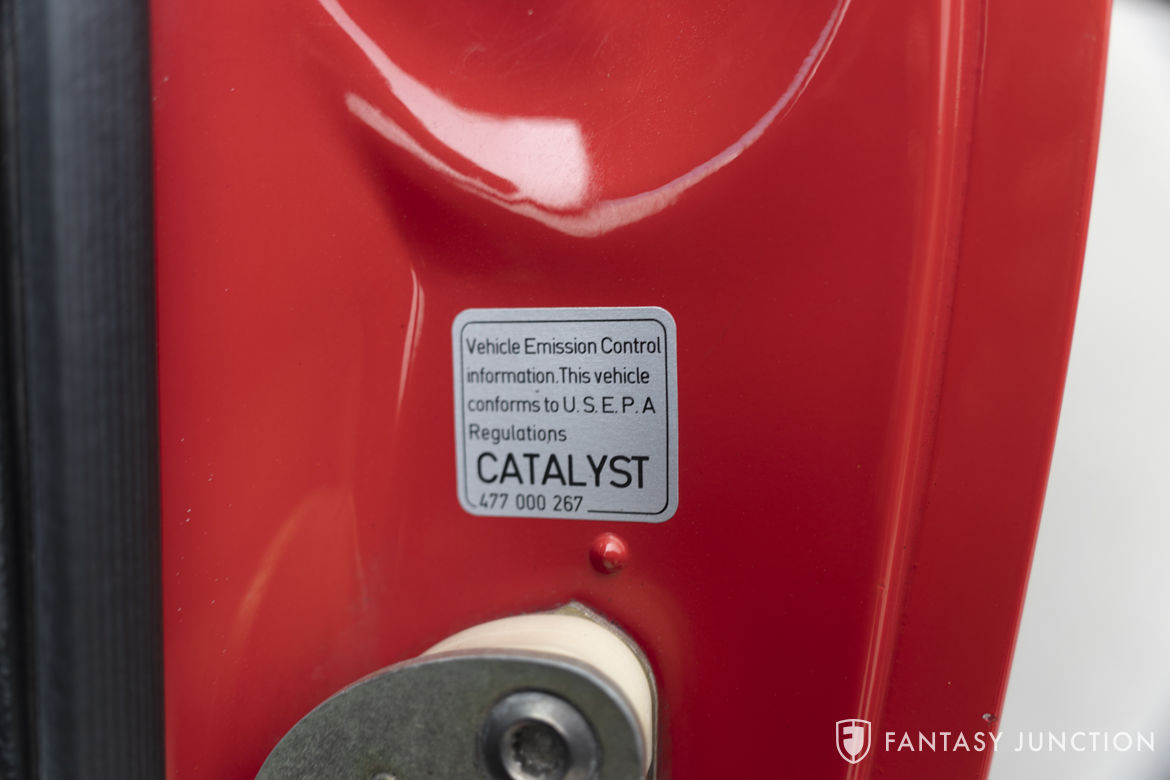 Vehicle Emission Control
information.This vehicle
conforms to U.S.E.P.A
Regulations
CATALYST
477 000 267
FANTASY JUNCTION